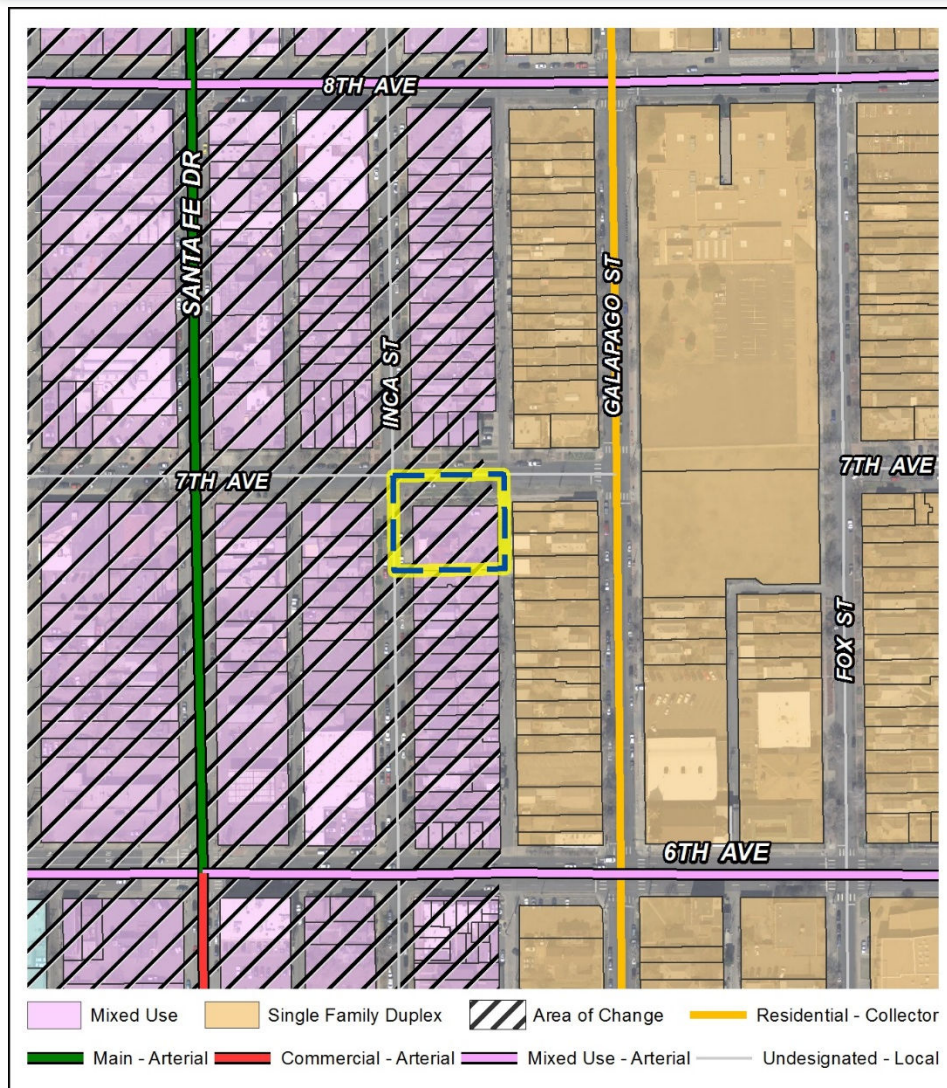 8TH AVE
SANTA FE DR
GALAPAGO ST
INCA ST
7TH AVE
7TH AVE
FOX ST
6TH AVE
Mixed Use
Single Family Duplex
Area of Change
Residential - Collector
Main - Arterial
Commercial - Arterial
Mixed Use - Arterial
Undesignated - Local